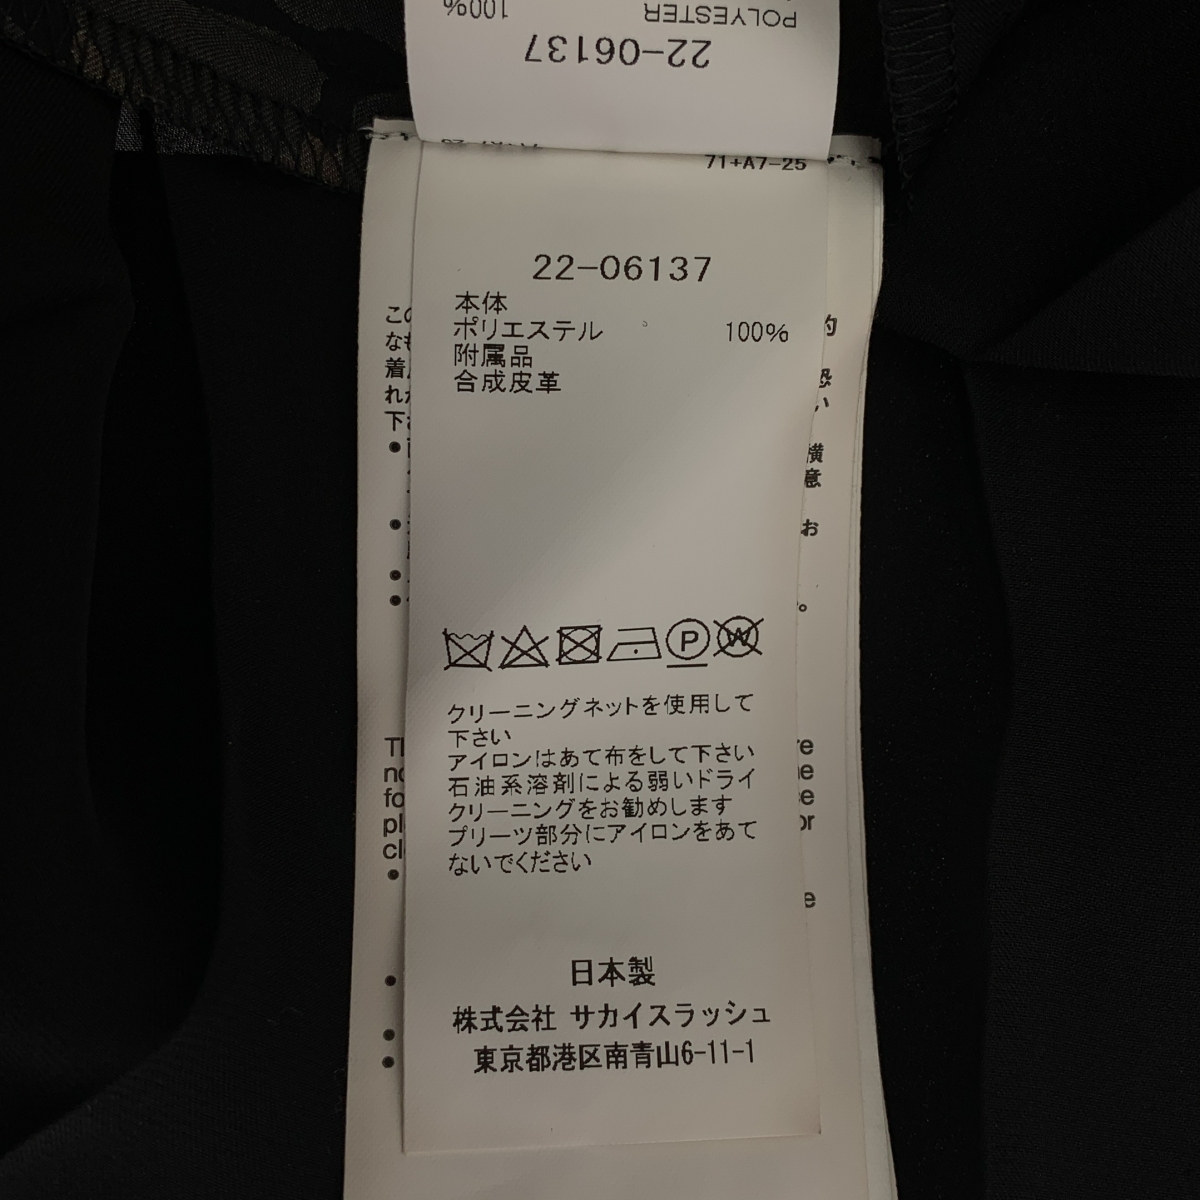 POLYESTER 100%
22-06137
71+A7-25
22-06137
本体
ポリエステル 100%
附属品
合成皮革
P
W
クリーニングネットを使用して
下さい
アイロンはあて布をして下さい
石油系溶剤による弱いドライ
クリーニングをお勧めします
プリーツ部分にアイロンをあて
ないでください
日本製
株式会社 サカイスラッシュ
東京都港区南青山6-11-1